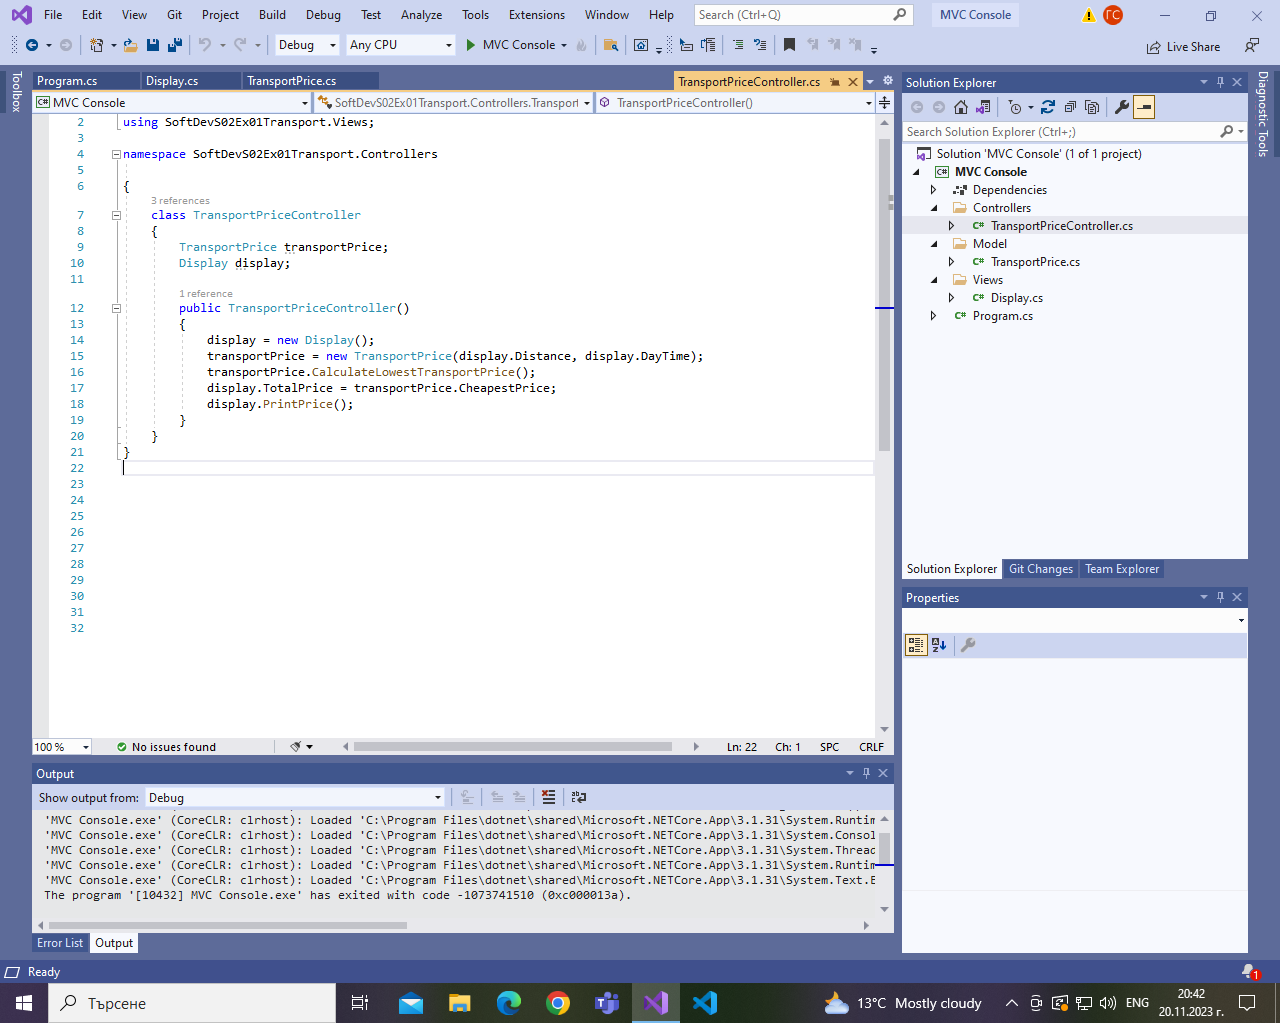 File Edit View Git Project Build Debug Test Analyze Tools Extensions Window Help Search (Ctrl+Q) MVC Console ГС
Debug Any CPU MVC Console Live Share
Toolbox
Program.cs Display.cs TransportPrice.cs TransportPriceController.cs
MVC Console SoftDevS02Ex01Transport.Controllers.Transport TransportPriceController()
2 using SoftDevS02Ex01Transport.Views;
3
4 namespace SoftDevS02Ex01Transport.Controllers
5
6 {
3 references
7 class TransportPriceController
8 {
9 TransportPrice transportPrice;
10 Display display;
11
1 reference
12 public TransportPriceController()
13 {
14 display = new Display();
15 transportPrice = new TransportPrice(display.Distance, display.DayTime);
16 transportPrice.CalculateLowestTransportPrice();
17 display.TotalPrice = transportPrice.CheapestPrice;
18 display.PrintPrice();
19 }
20 }
21 }
22
23
24
25
26
27
28
29
30
31
32
100 % No issues found Ln: 22 Ch: 1 SPC CRLF
Output
Show output from: Debug
'MVC Console.exe' (CoreCLR: clrhost): Loaded 'C:\Program Files\dotnet\shared\Microsoft.NETCore.App\3.1.31\System.Runtim
'MVC Console.exe' (CoreCLR: clrhost): Loaded 'C:\Program Files\dotnet\shared\Microsoft.NETCore.App\3.1.31\System.Consol
'MVC Console.exe' (CoreCLR: clrhost): Loaded 'C:\Program Files\dotnet\shared\Microsoft.NETCore.App\3.1.31\System.Thread
'MVC Console.exe' (CoreCLR: clrhost): Loaded 'C:\Program Files\dotnet\shared\Microsoft.NETCore.App\3.1.31\System.Runtim
'MVC Console.exe' (CoreCLR: clrhost): Loaded 'C:\Program Files\dotnet\shared\Microsoft.NETCore.App\3.1.31\System.Text.E
The program '[10432] MVC Console.exe' has exited with code -1073741510 (0xc000013a).
Error List Output
Solution Explorer
Search Solution Explorer (Ctrl+;)
Solution 'MVC Console' (1 of 1 project)
MVC Console
Dependencies
Controllers
C# TransportPriceController.cs
Model
C# TransportPrice.cs
Views
C# Display.cs
C# Program.cs
Solution Explorer Git Changes Team Explorer
Properties
Diagnostic Tools
Ready 1
Търсене 13°C Mostly cloudy ENG 20:42
20.11.2023 г.